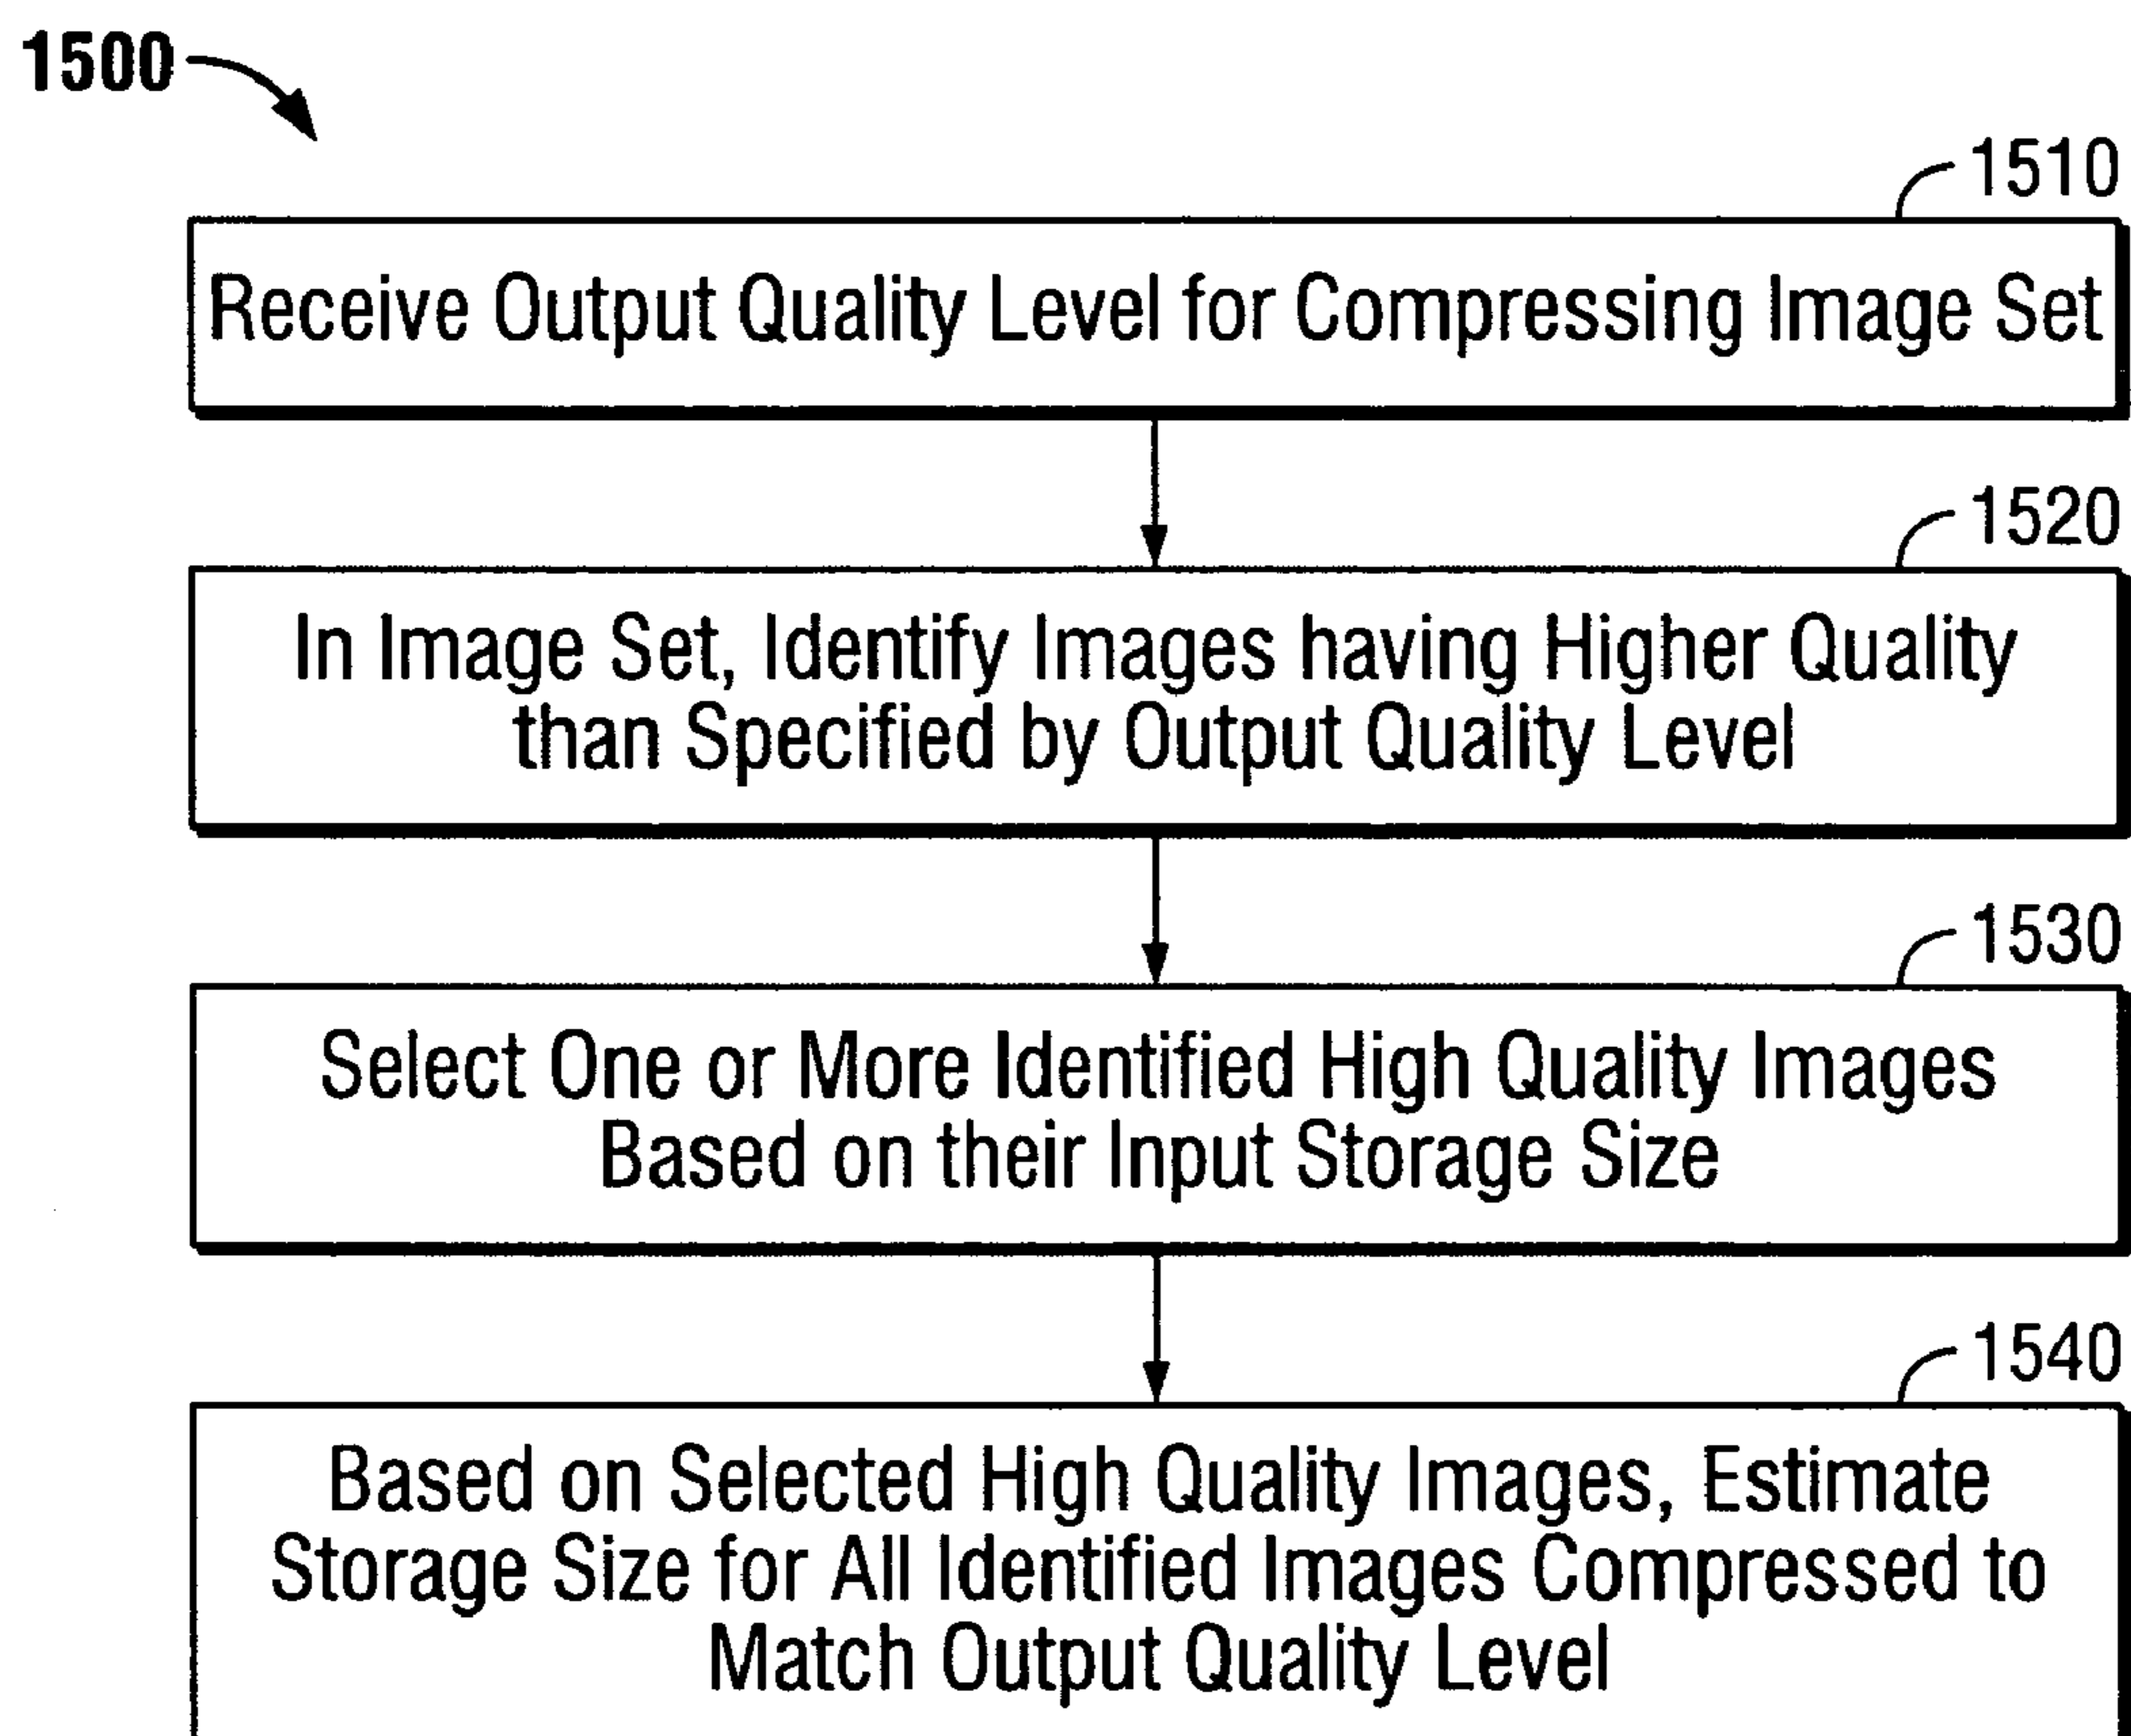 1500
1510
Receive Output Quality Level for Compressing Image Set
1520
In Image Set, Identify Images having Higher Quality
than Specified by Output Quality Level
1530
Select One or More Identified High Quality Images
Based on their Input Storage Size
1540
Based on Selected High Quality Images, Estimate
Storage Size for All Identified Images Compressed to
Match Output Quality Level